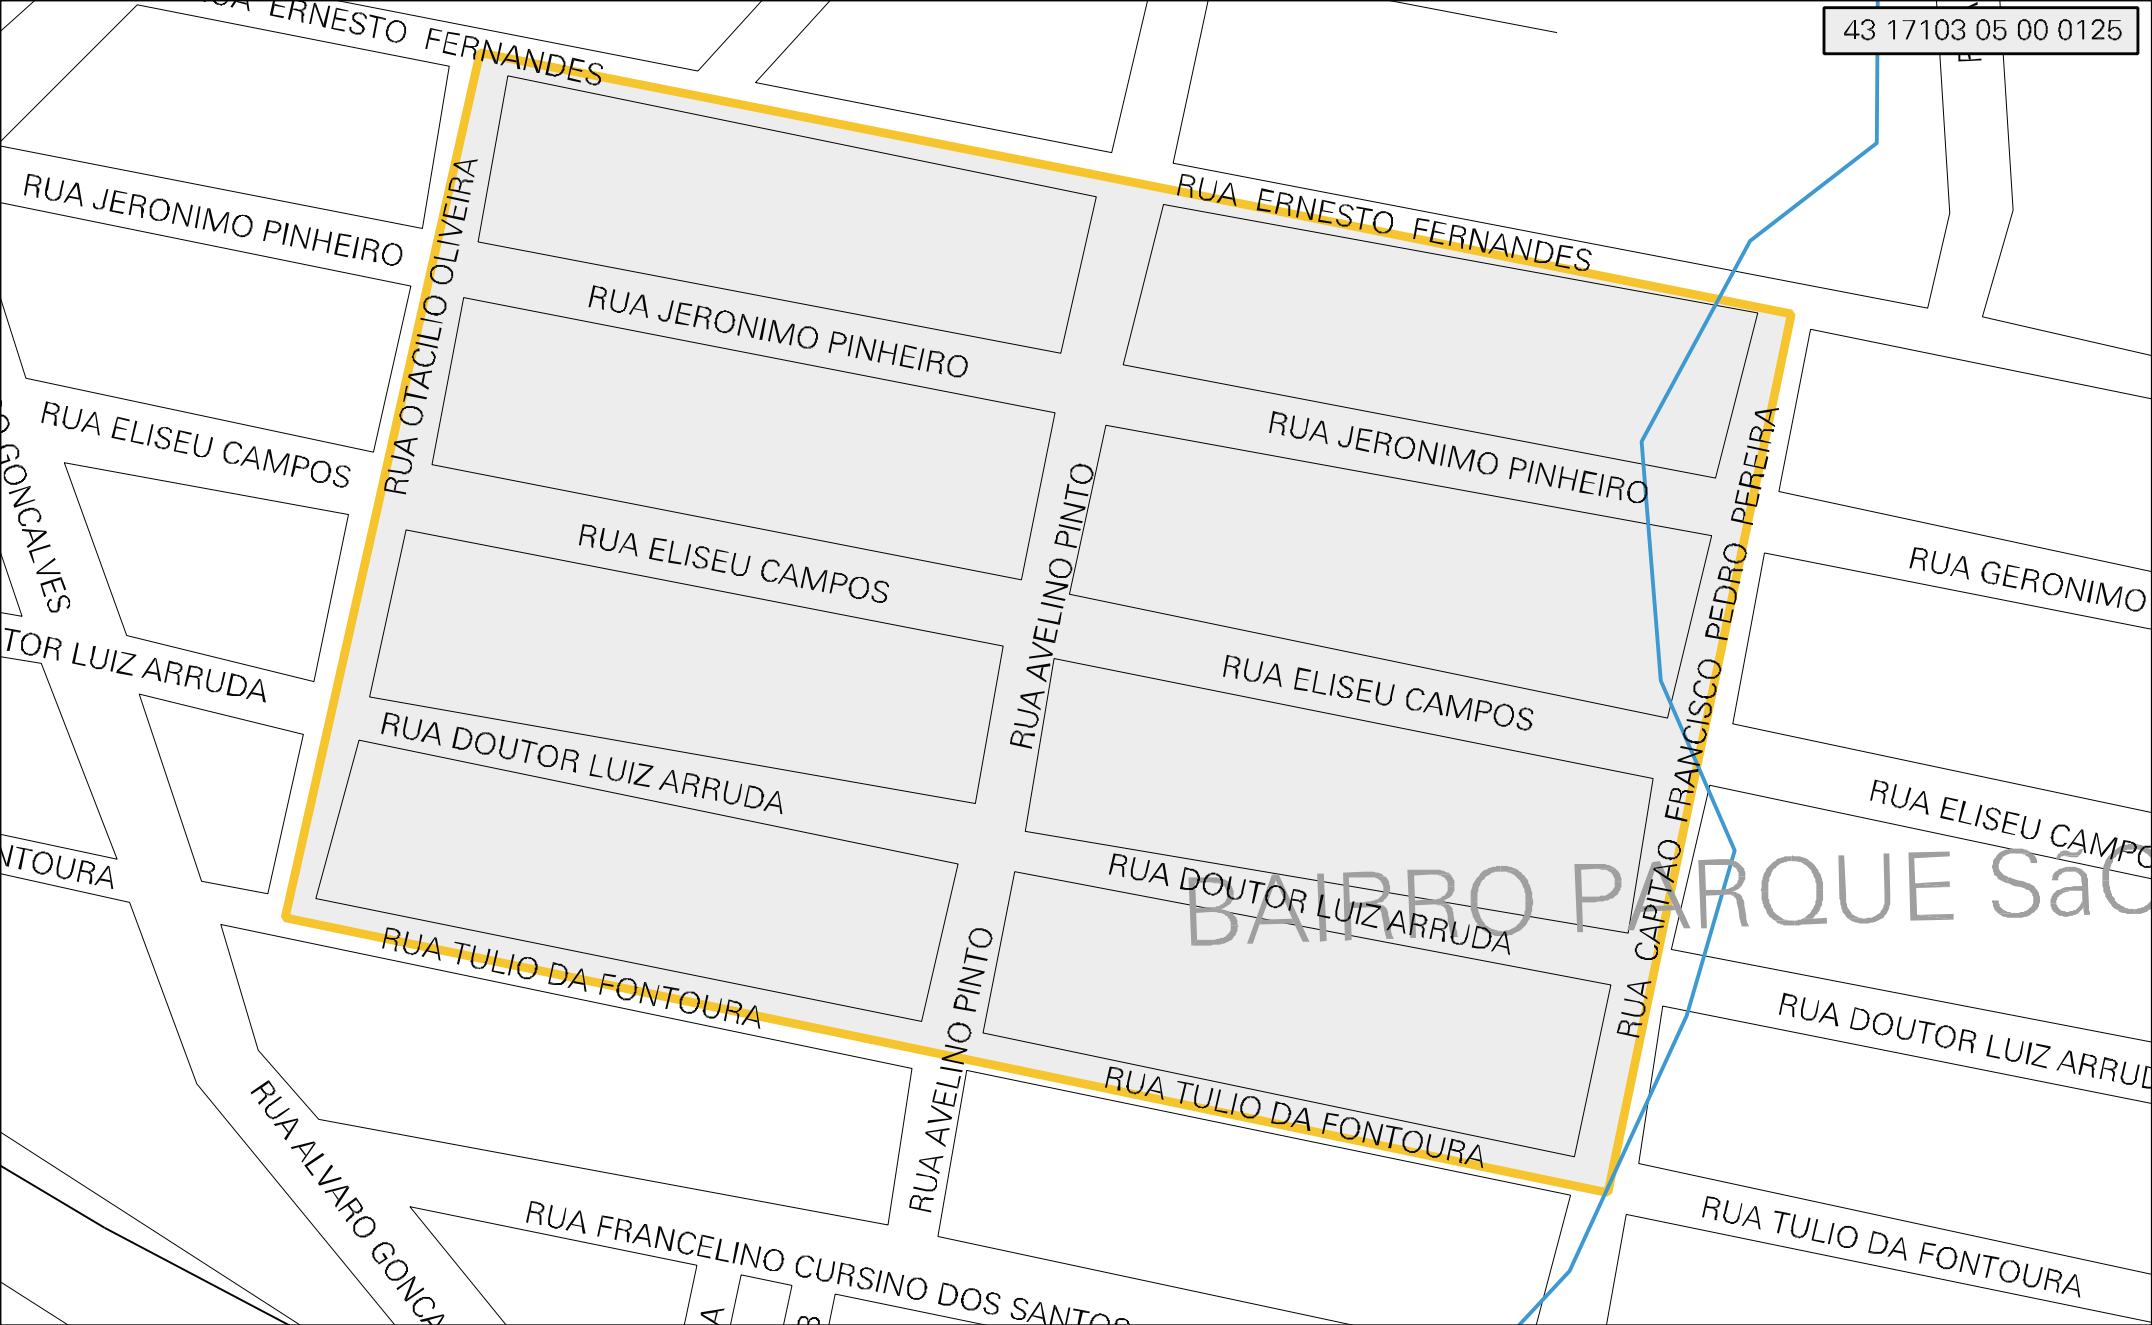 ERNESTO FERNANDES
43 17103 05 00 0125
RUA JERONIMO PINHEIRO
RUA OTACILIO OLIVEIRA
RUA ERNESTO FERNANDES
RUA JERONIMO PINHEIRO
RUA JERONIMO PINHEIRO
RUA ELISEU CAMPOS
GONCALVES
RUA ELISEU CAMPOS
RUA AVELINO PINTO
RUA CAPITAO FRANCISCO PEDRO PEREIRA
RUA GERONIMO
TOR LUIZ ARRUDA
RUA ELISEU CAMPOS
RUA DOUTOR LUIZ ARRUDA
RUA ELISEU CAMPO
NTOURA
RUA DOUTOR LUIZ ARRUDA
BAIRRO PARQUE SãO
RUA TULIO DA FONTOURA
RUA AVELINO PINTO
RUA DOUTOR LUIZ ARRUD
RUA TULIO DA FONTOURA
RUA ALVARO GONCA
RUA FRANCELINO CURSINO DOS SANTOS
RUA TULIO DA FONTOURA
A
B